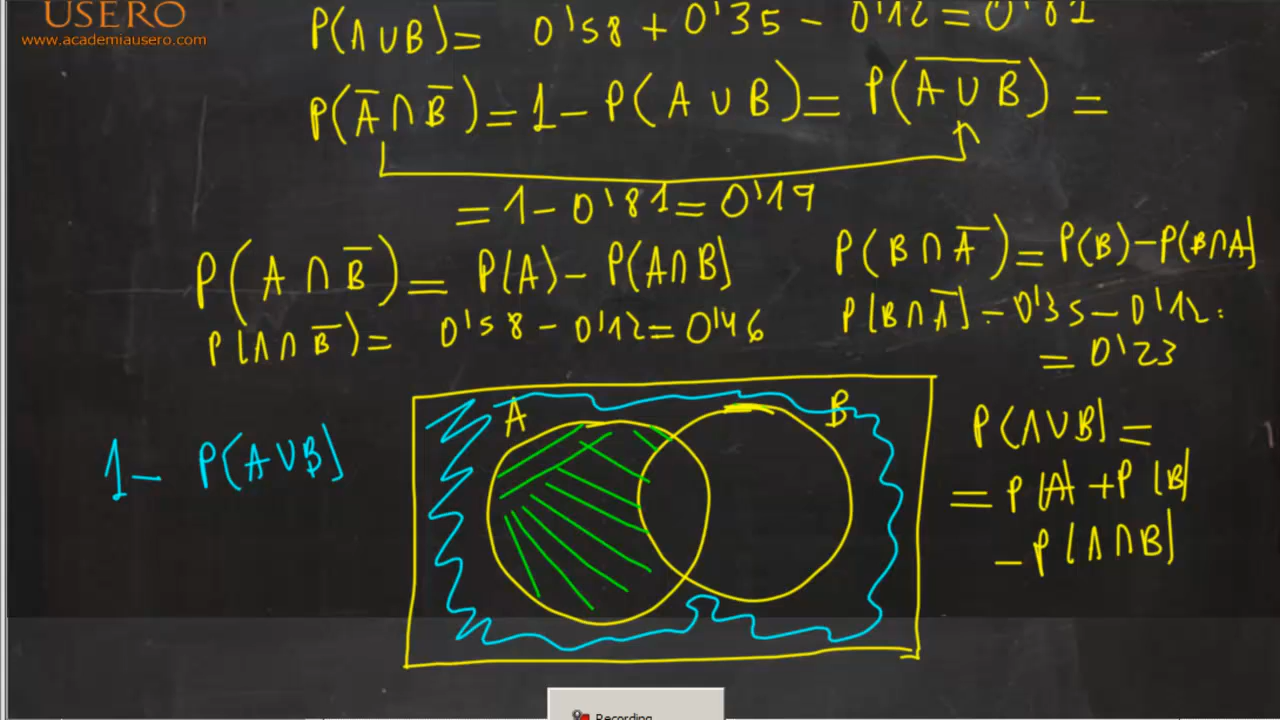 USERO
www.academiausero.com
P(A∪B)= 0'58 + 0'35 - 0'12 = 0'81
P(A̅∩B̅)=1-P(A∪B)=P(A̅∪̅B̅)=
=1-0'81=0'19
P(A∩B̅)= P(A)-P(A∩B)
P(B∩A̅)=P(B)-P(B∩A)
P(A∩B̅)= 0'58-0'12=0'46
P(B∩A̅)-0'35-0'12:
=0'23
A
B
1- P(A∪B)
P(A∪B)=
= P(A)+P(B)
-P(A∩B)
Recording